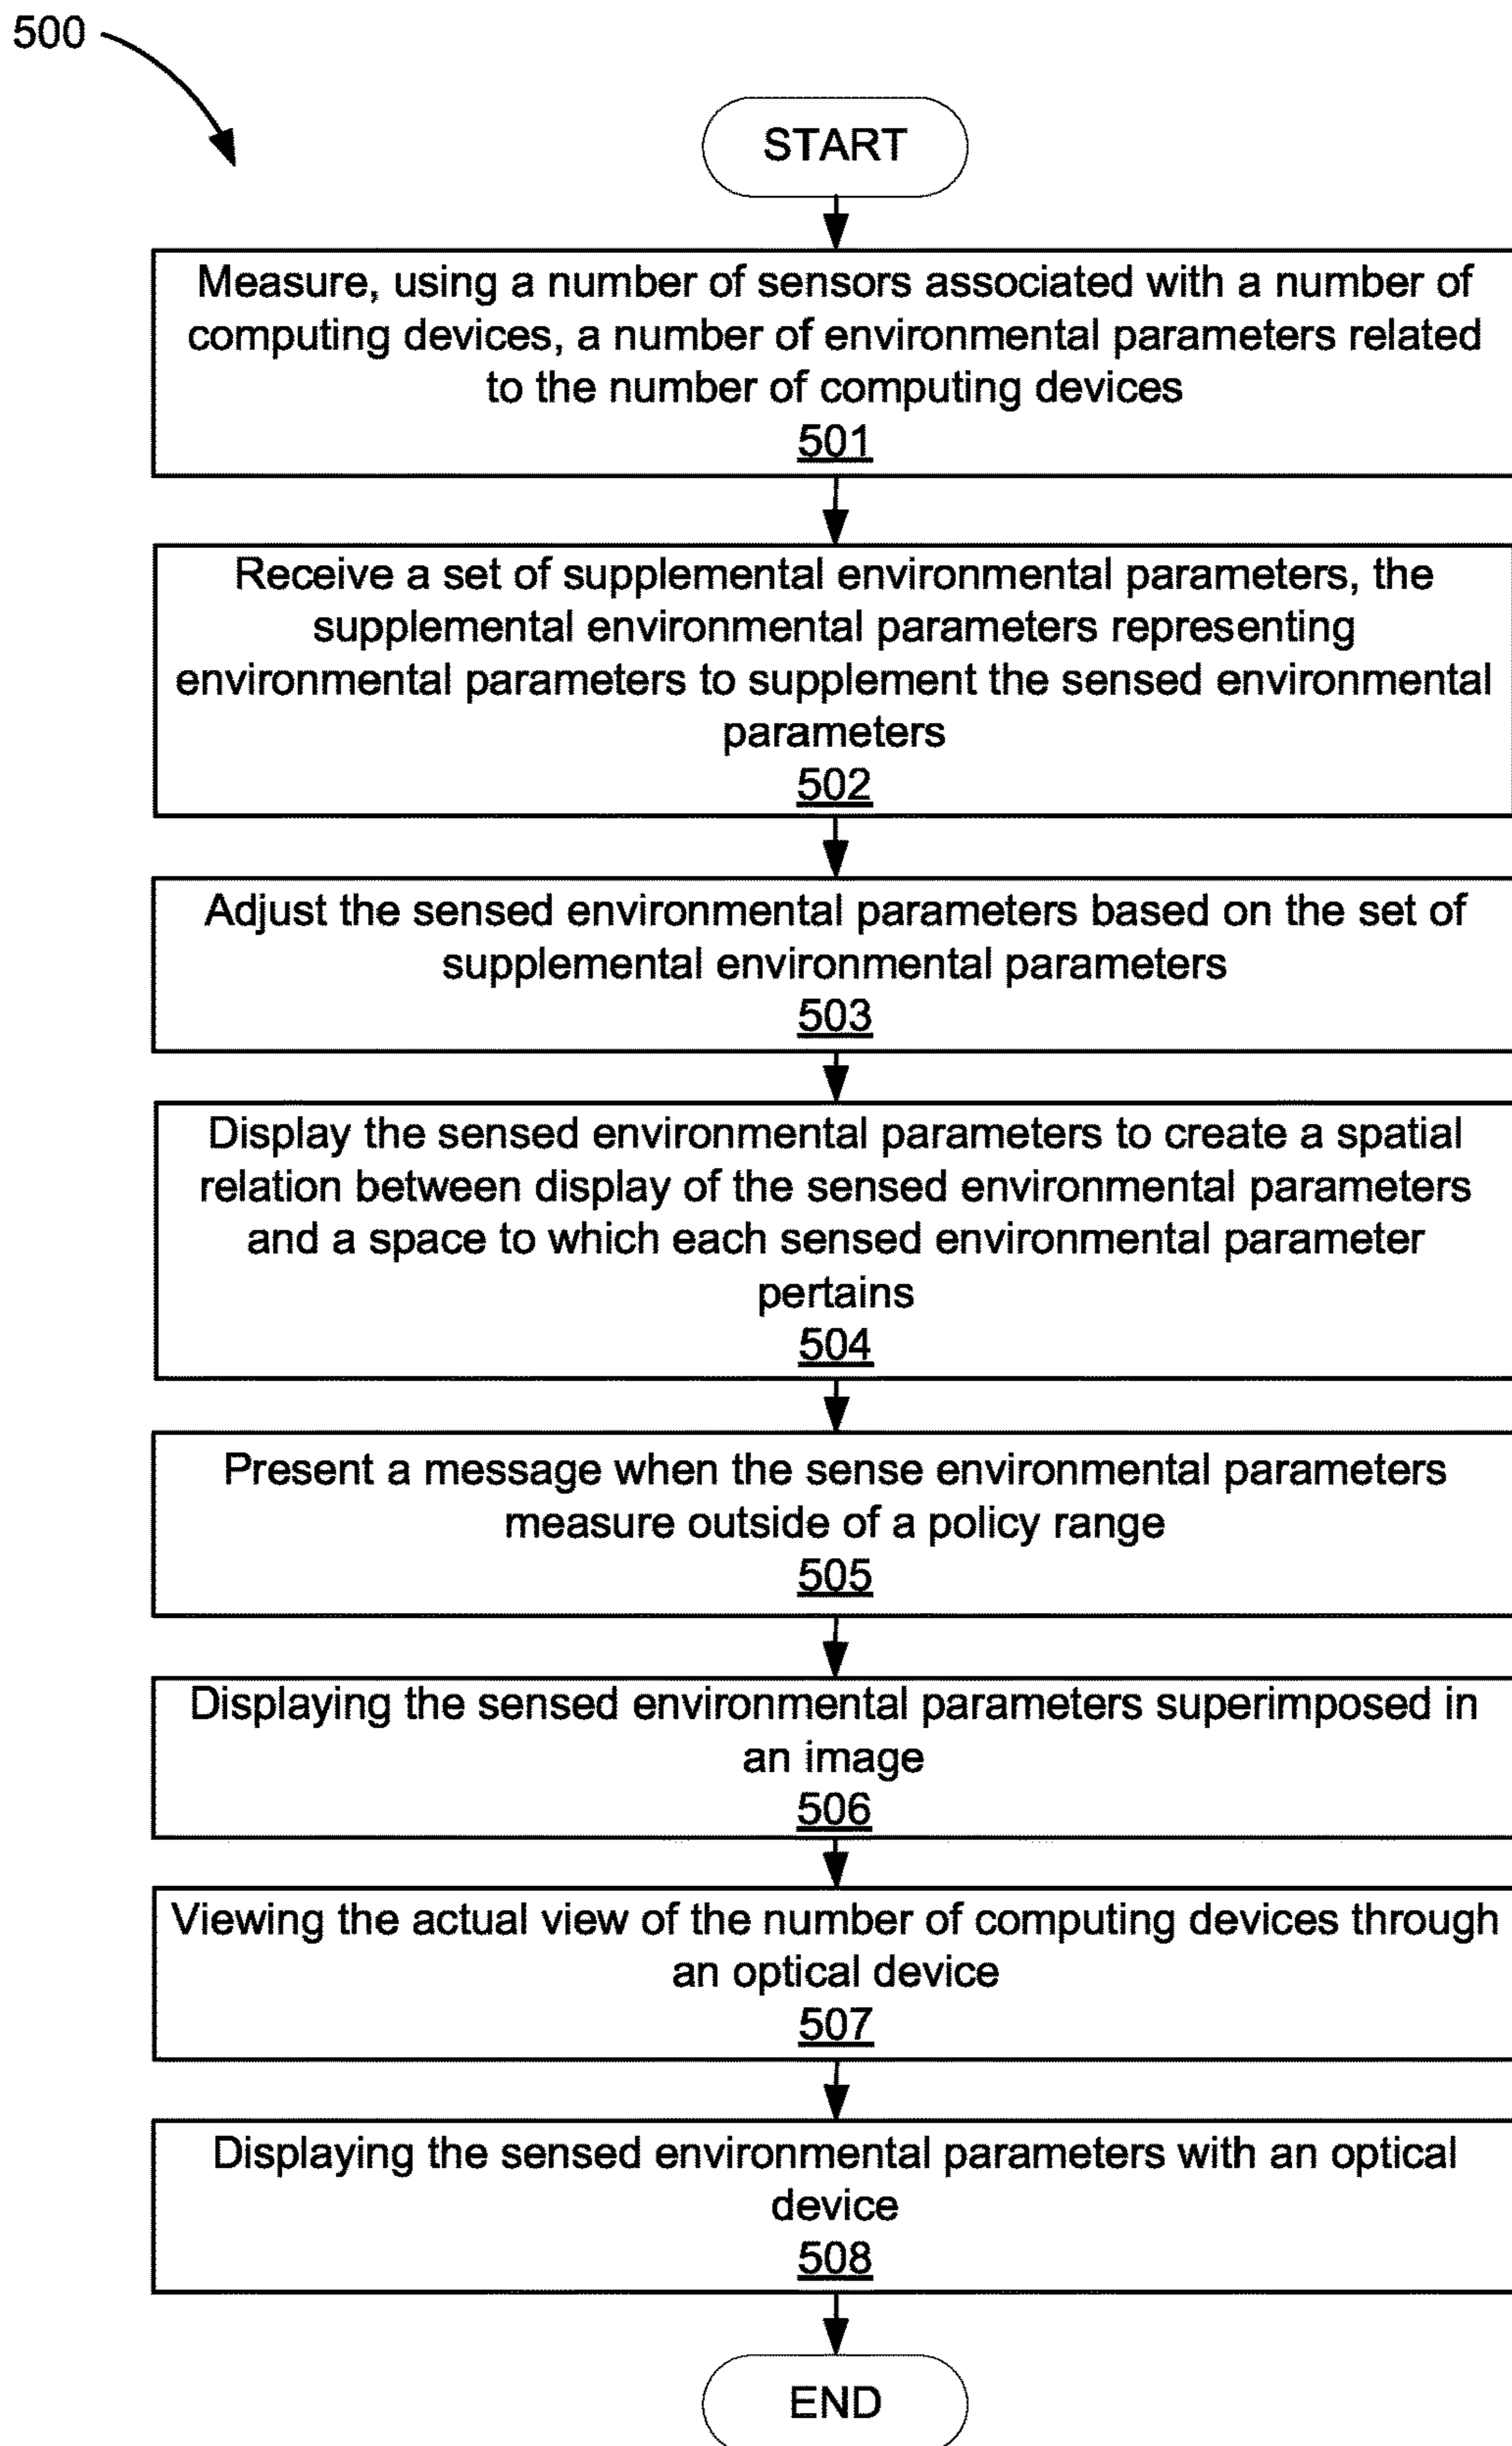 500
START
Measure, using a number of sensors associated with a number of
computing devices, a number of environmental parameters related
to the number of computing devices
501
Receive a set of supplemental environmental parameters, the
supplemental environmental parameters representing
environmental parameters to supplement the sensed environmental
parameters
502
Adjust the sensed environmental parameters based on the set of
supplemental environmental parameters
503
Display the sensed environmental parameters to create a spatial
relation between display of the sensed environmental parameters
and a space to which each sensed environmental parameter
pertains
504
Present a message when the sense environmental parameters
measure outside of a policy range
505
Displaying the sensed environmental parameters superimposed in
an image
506
Viewing the actual view of the number of computing devices through
an optical device
507
Displaying the sensed environmental parameters with an optical
device
508
END